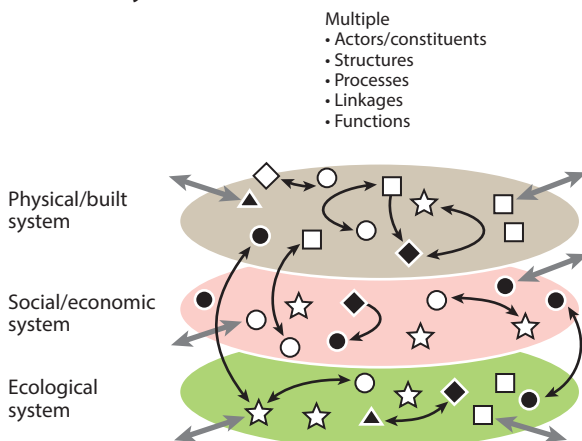 Multiple
• Actors/constituents
• Structures
• Processes
• Linkages
• Functions
Physical/built
system
Social/economic
system
Ecological
system